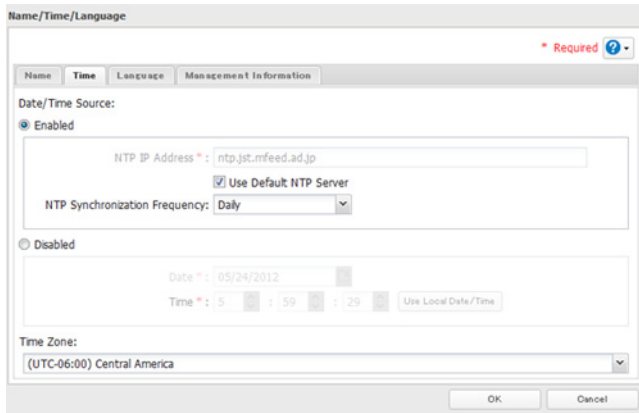 Name/Time/Language
* Required ?
Name Time Language Management Information
Date/Time Source:
Enabled
NTP IP Address * : ntp.jst.mfeed.ad.jp
Use Default NTP Server
NTP Synchronization Frequency: Daily
Disabled
Date * : 05/24/2012
Time * : 5 : 59 : 29 Use Local Date/Time
Time Zone:
(UTC-06:00) Central America
OK Cancel